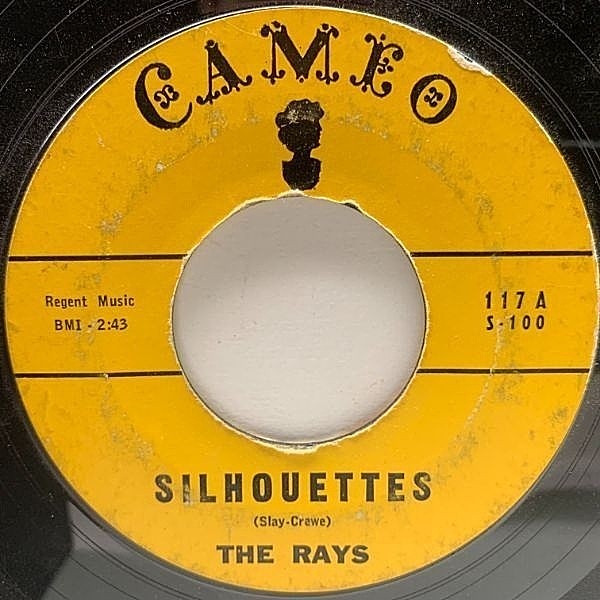 CAMEO
Regent Music
BMI - 2:43
117 A
S-100
SILHOUETTES
(Slay-Crewe)
THE RAYS